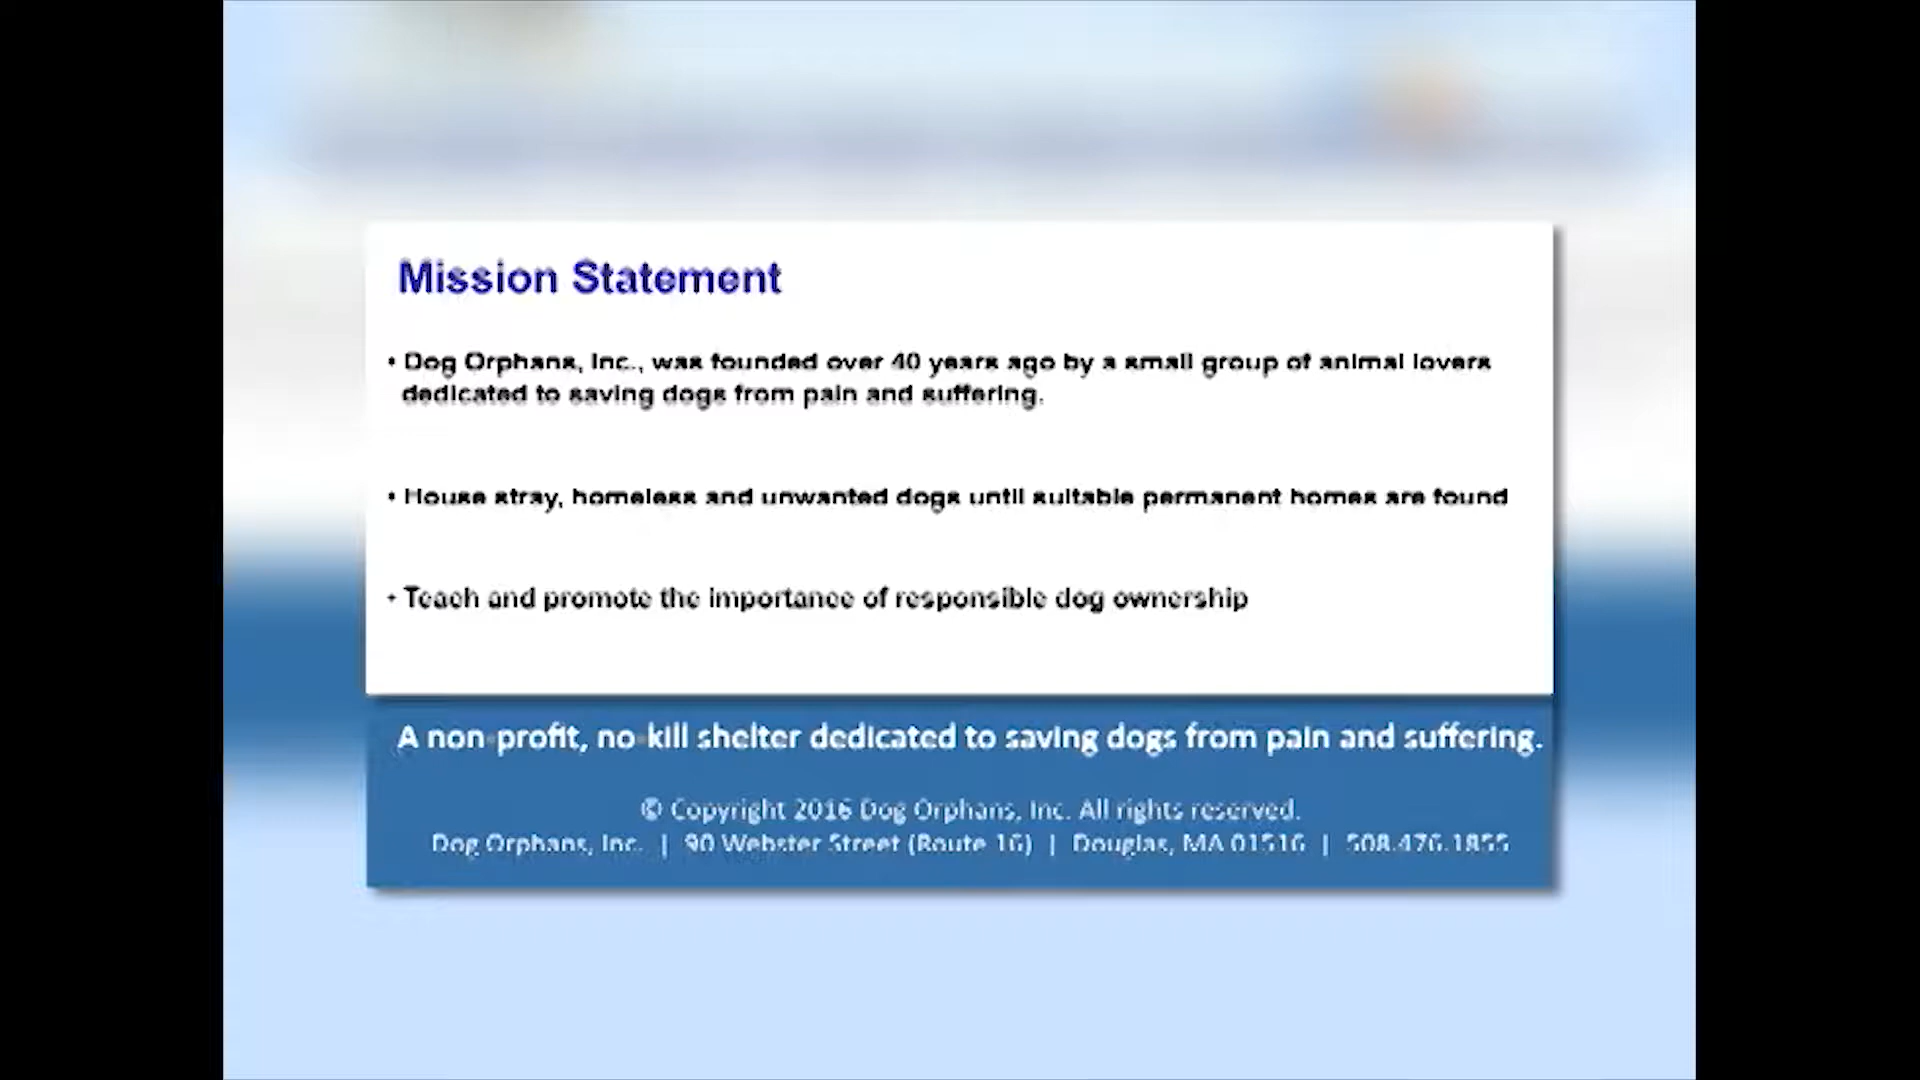 Mission Statement
• Dog Orphans, Inc., was founded over 40 years ago by a small group of animal lovers
dedicated to saving dogs from pain and suffering.
• House stray, homeless and unwanted dogs until suitable permanent homes are found
• Teach and promote the importance of responsible dog ownership
A non-profit, no-kill shelter dedicated to saving dogs from pain and suffering.
© Copyright 2016 Dog Orphans, Inc. All rights reserved.
Dog Orphans, Inc. | 90 Webster Street (Route 16) | Douglas, MA 01516 | 508.476.1855